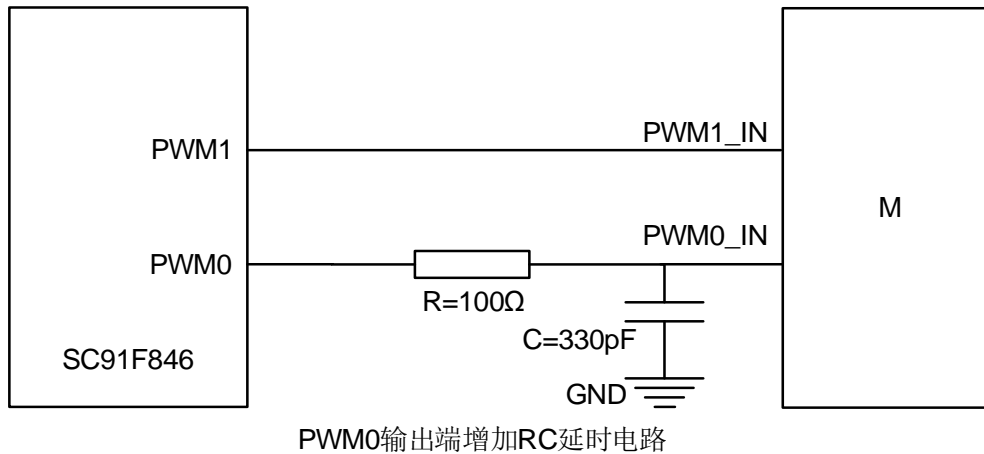 PWM1
PWM1_IN
M
PWM0
PWM0_IN
R=100Ω
C=330pF
SC91F846
GND
PWM0输出端增加RC延时电路